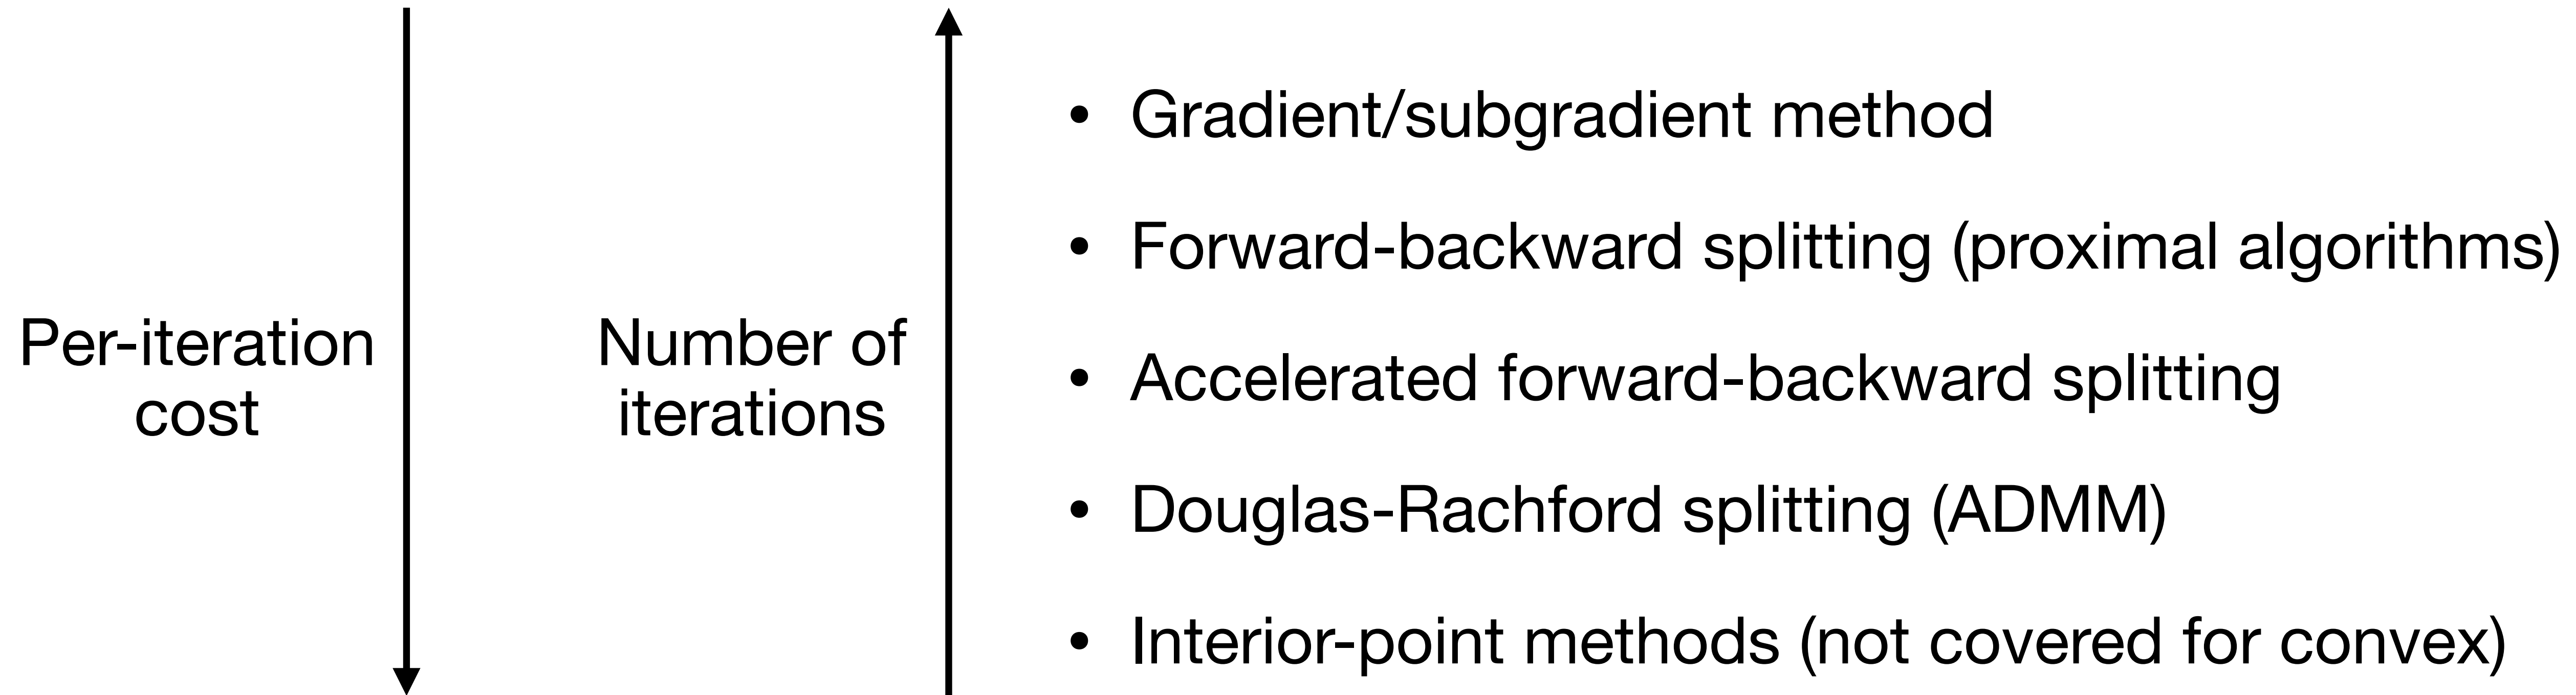 Per-iteration
cost
Number of
iterations
• Gradient/subgradient method
• Forward-backward splitting (proximal algorithms)
• Accelerated forward-backward splitting
• Douglas-Rachford splitting (ADMM)
• Interior-point methods (not covered for convex)